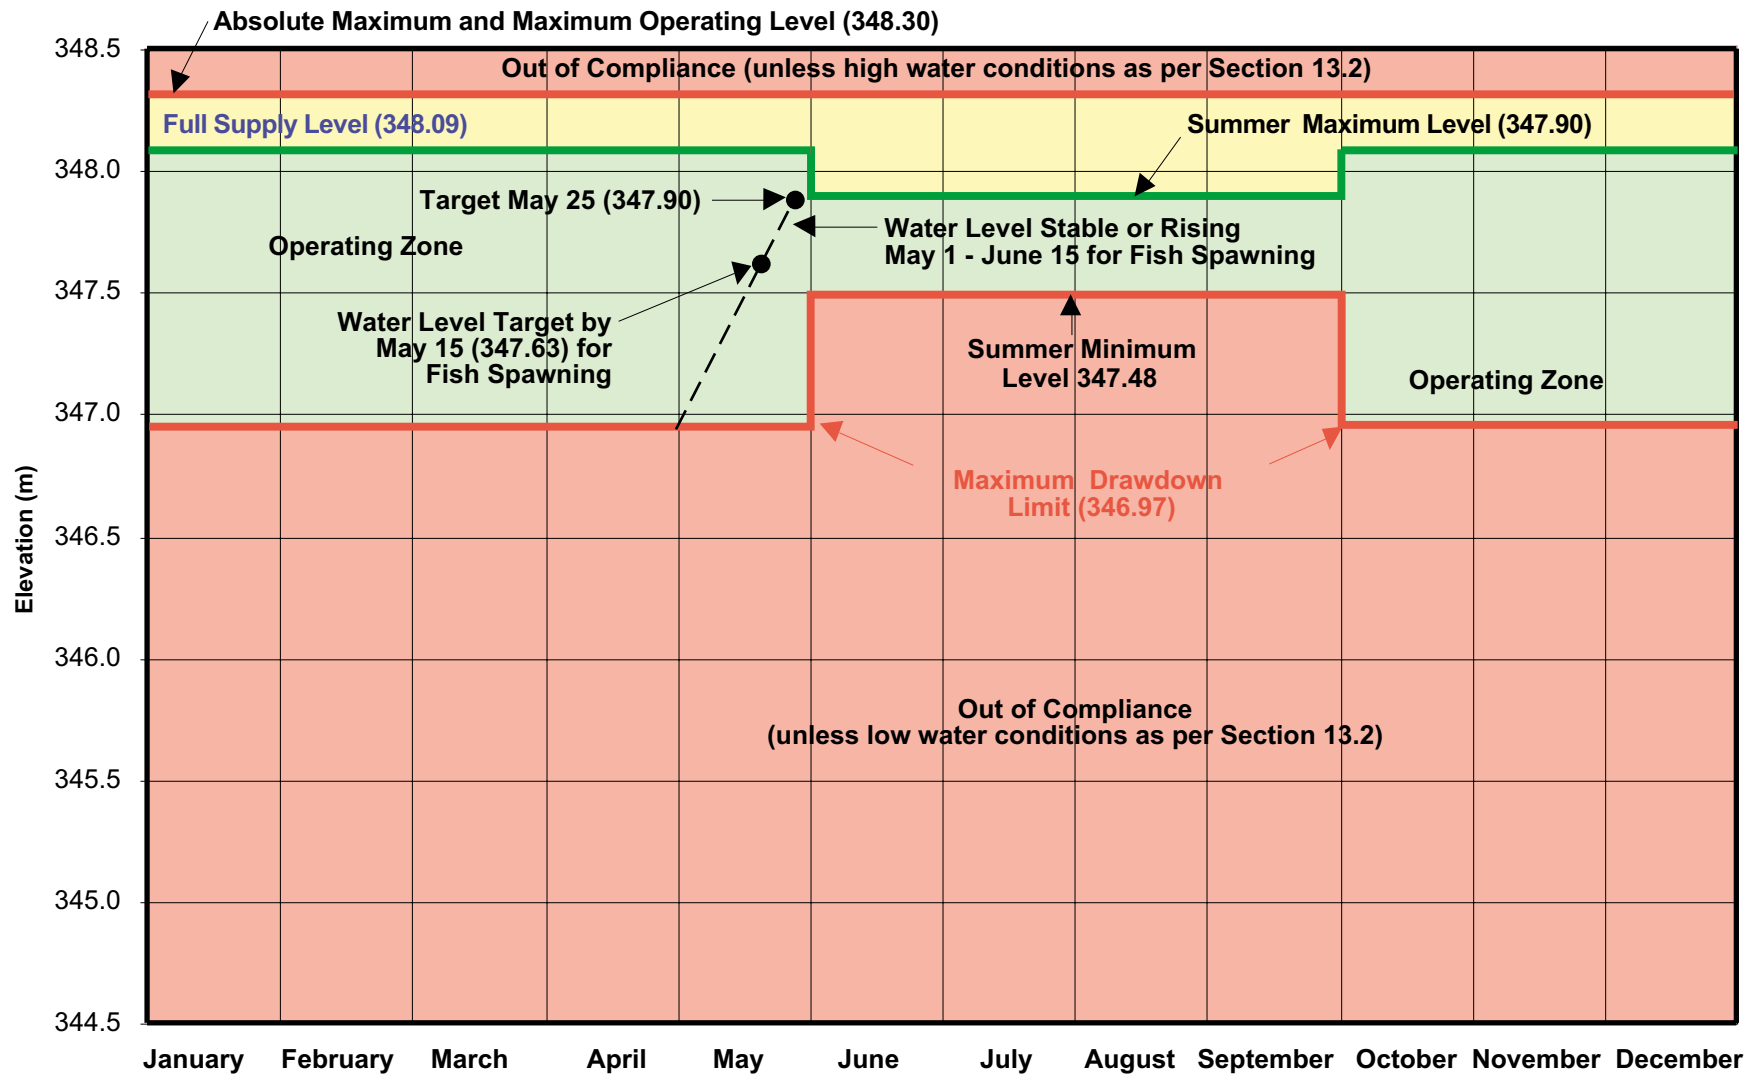 Absolute Maximum and Maximum Operating Level (348.30)
348.5
Out of Compliance (unless high water conditions as per Section 13.2)
Full Supply Level (348.09)
Summer Maximum Level (347.90)
348.0
Target May 25 (347.90)
Water Level Stable or Rising
May 1 - June 15 for Fish Spawning
Operating Zone
347.5
Water Level Target by
May 15 (347.63) for
Fish Spawning
Summer Minimum
Level 347.48
Operating Zone
347.0
Maximum Drawdown
Limit (346.97)
Elevation (m)
346.5
346.0
Out of Compliance
(unless low water conditions as per Section 13.2)
345.5
345.0
344.5
January February March April May June July August September October November December